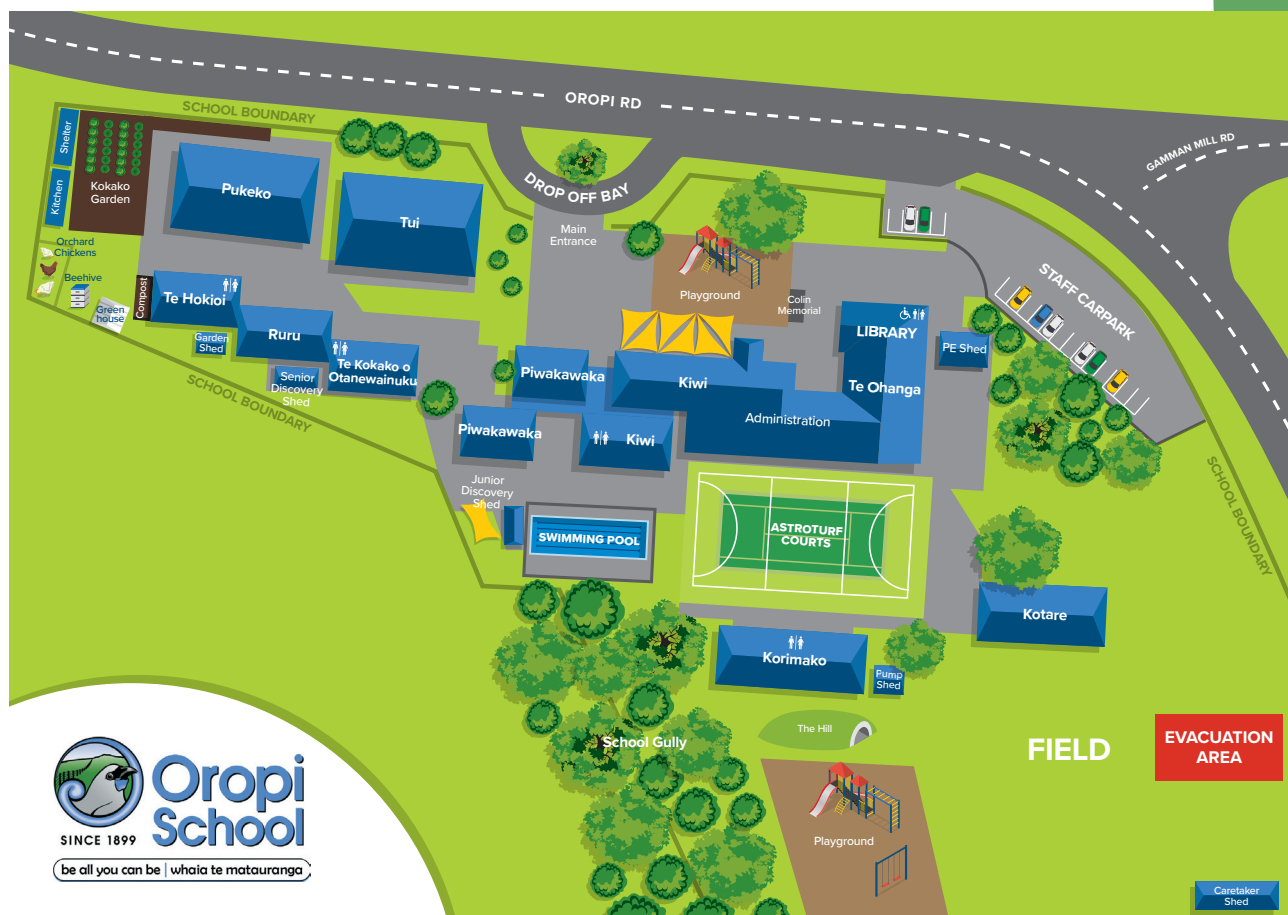 OROPI RD
GAMMAN MILL RD
SCHOOL BOUNDARY
DROP OFF BAY
Main
Entrance
Shelter
Kitchen
Kokako
Garden
Pukeko
Tui
Orchard
Chickens
Beehive
Green
house
Compost
Te Hokioi
Ruru
Garden
Shed
Te Kokako o
Otanewainuku
Senior
Discovery
Shed
SCHOOL BOUNDARY
Playground
Colin
Memorial
STAFF CARPARK
LIBRARY
PE Shed
Te Ohanga
Piwakawaka
Kiwi
Administration
Piwakawaka
Kiwi
Junior
Discovery
Shed
SWIMMING POOL
ASTROTURF
COURTS
SCHOOL BOUNDARY
Kotare
Korimako
Pump
Shed
The Hill
School Gully
FIELD
EVACUATION
AREA
Playground
Caretaker
Shed
Oropi
School
SINCE 1899
be all you can be | whaia te matauranga